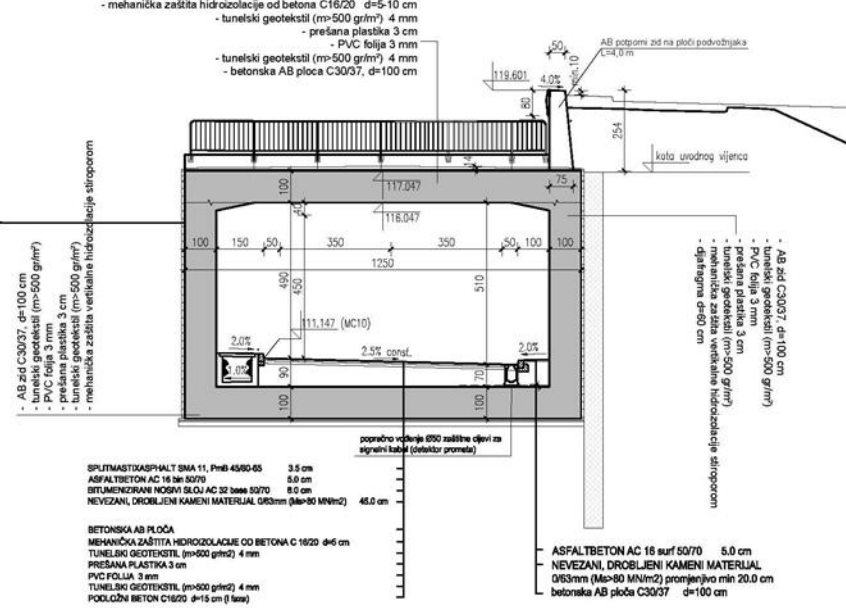 - mehanička zaštita hidroizolacije od betona C16/20 d=5-10 cm
- tunelski geotekstil (m>500 gr/m²) 4 mm
- prešana plastika 3 cm
- PVC folija 3 mm
- tunelski geotekstil (m>500 gr/m²) 4 mm
- betonska AB ploca C30/37, d=100 cm
50
AB potporni zid na ploči podvožnjaka
L=4,0 m
119.601
4.0%
min.10
80
254
14
kota uvodnog vijenca
100
117.047
75
40
116.047
100
150
50
350
350
50
100
100
1250
490
450
510
111.147 (MC10)
2.0%
2.5% const.
2.0%
1.0%
90
70
100
100
- AB zid C30/37, d=100 cm
- tunelski geotekstil (m>500 gr/m²)
- PVC folija 3 mm
- prešana plastika 3 cm
- tunelski geotekstil (m>500 gr/m²)
- mehanička zaštita vertikalne hidroizolacije stiroporom
- AB zid C30/37, d=100 cm
- tunelski geotekstil (m>500 gr/m²)
- PVC folija 3 mm
- prešana plastika 3 cm
- tunelski geotekstil (m>500 gr/m²)
- mehanička zaštita vertikalne hidroizolacije stiroporom
- dijafragma d=60 cm
poprečno vođenje Ø50 zaštitne cijevi za
signalni kabel (detektor prometa)
SPLITMASTIXASPHALT SMA 11, PmB 45/80-65 3.5 cm
ASFALTBETON AC 16 bin 50/70 5.0 cm
BITUMENIZIRANI NOSIVI SLOJ AC 32 base 50/70 8.0 cm
NEVEZANI, DROBLJENI KAMENI MATERIJAL 0/63mm (Ms>80 MN/m2) 45.0 cm
BETONSKA AB PLOČA
MEHANIČKA ZAŠTITA HIDROIZOLACIJE OD BETONA C 16/20 d=5 cm
TUNELSKI GEOTEKSTIL (m>500 gr/m2) 4 mm
PREŠANA PLASTIKA 3 cm
PVC FOLIJA 3 mm
TUNELSKI GEOTEKSTIL (m>500 gr/m2) 4 mm
PODLOŽNI BETON C16/20 d=15 cm (I faza)
ASFALTBETON AC 16 surf 50/70 5.0 cm
NEVEZANI, DROBLJENI KAMENI MATERIJAL
0/63mm (Ms>80 MN/m2) promjenjivo min 20.0 cm
betonska AB ploča C30/37 d=100 cm